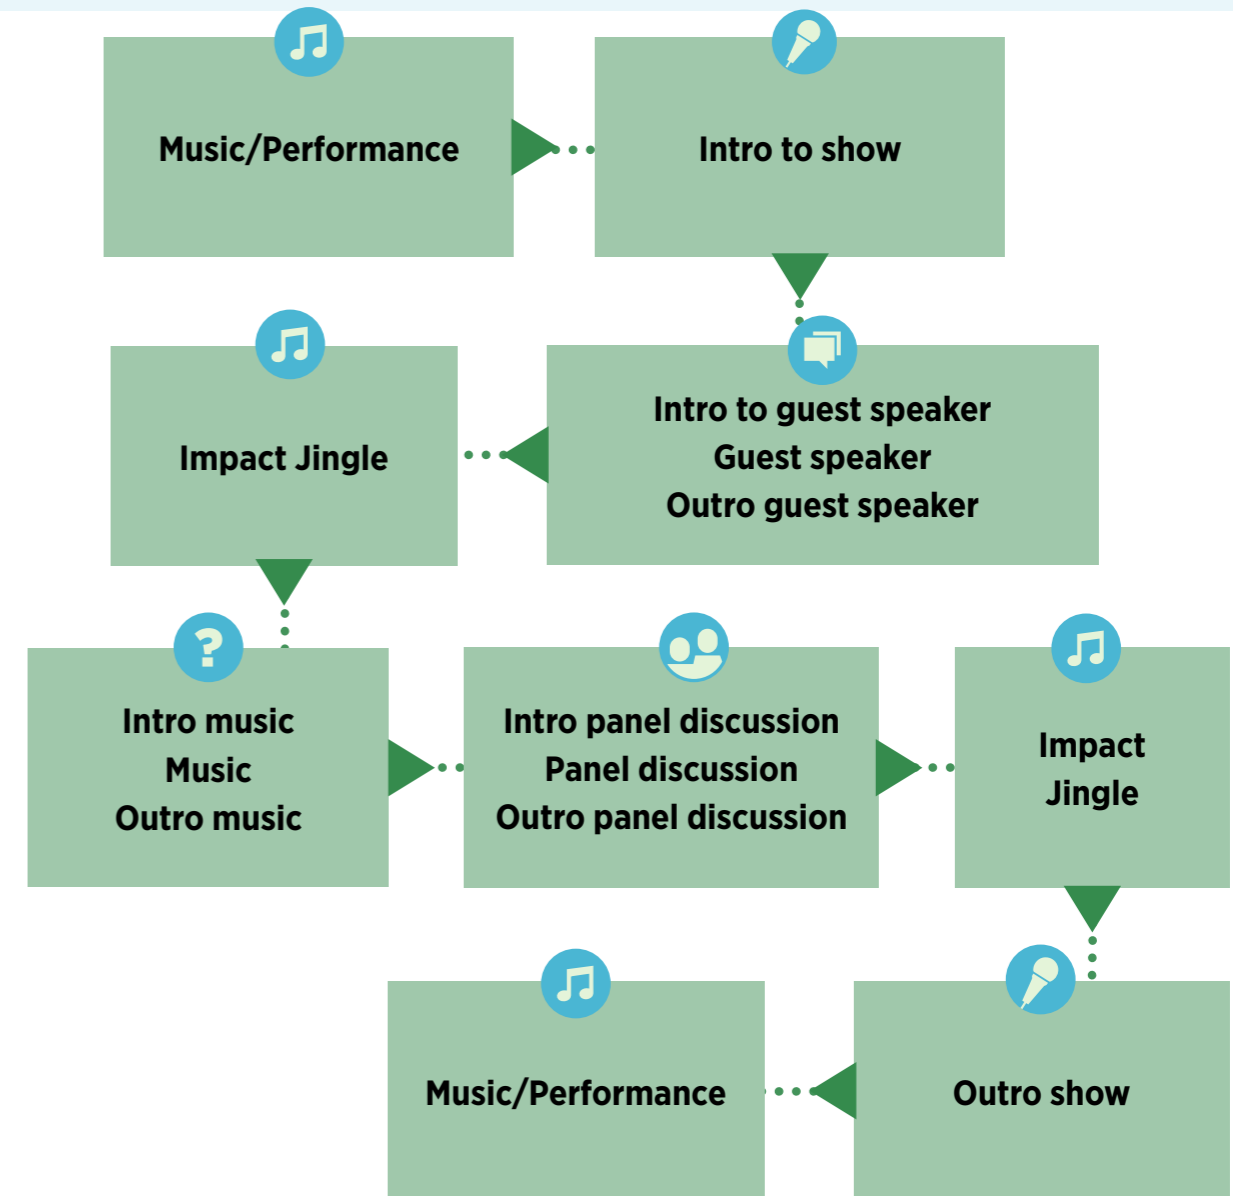 Music/Performance
Intro to show
Intro to guest speaker
Guest speaker
Outro guest speaker
Impact Jingle
Intro music
Music
Outro music
Intro panel discussion
Panel discussion
Outro panel discussion
Impact
Jingle
Outro show
Music/Performance